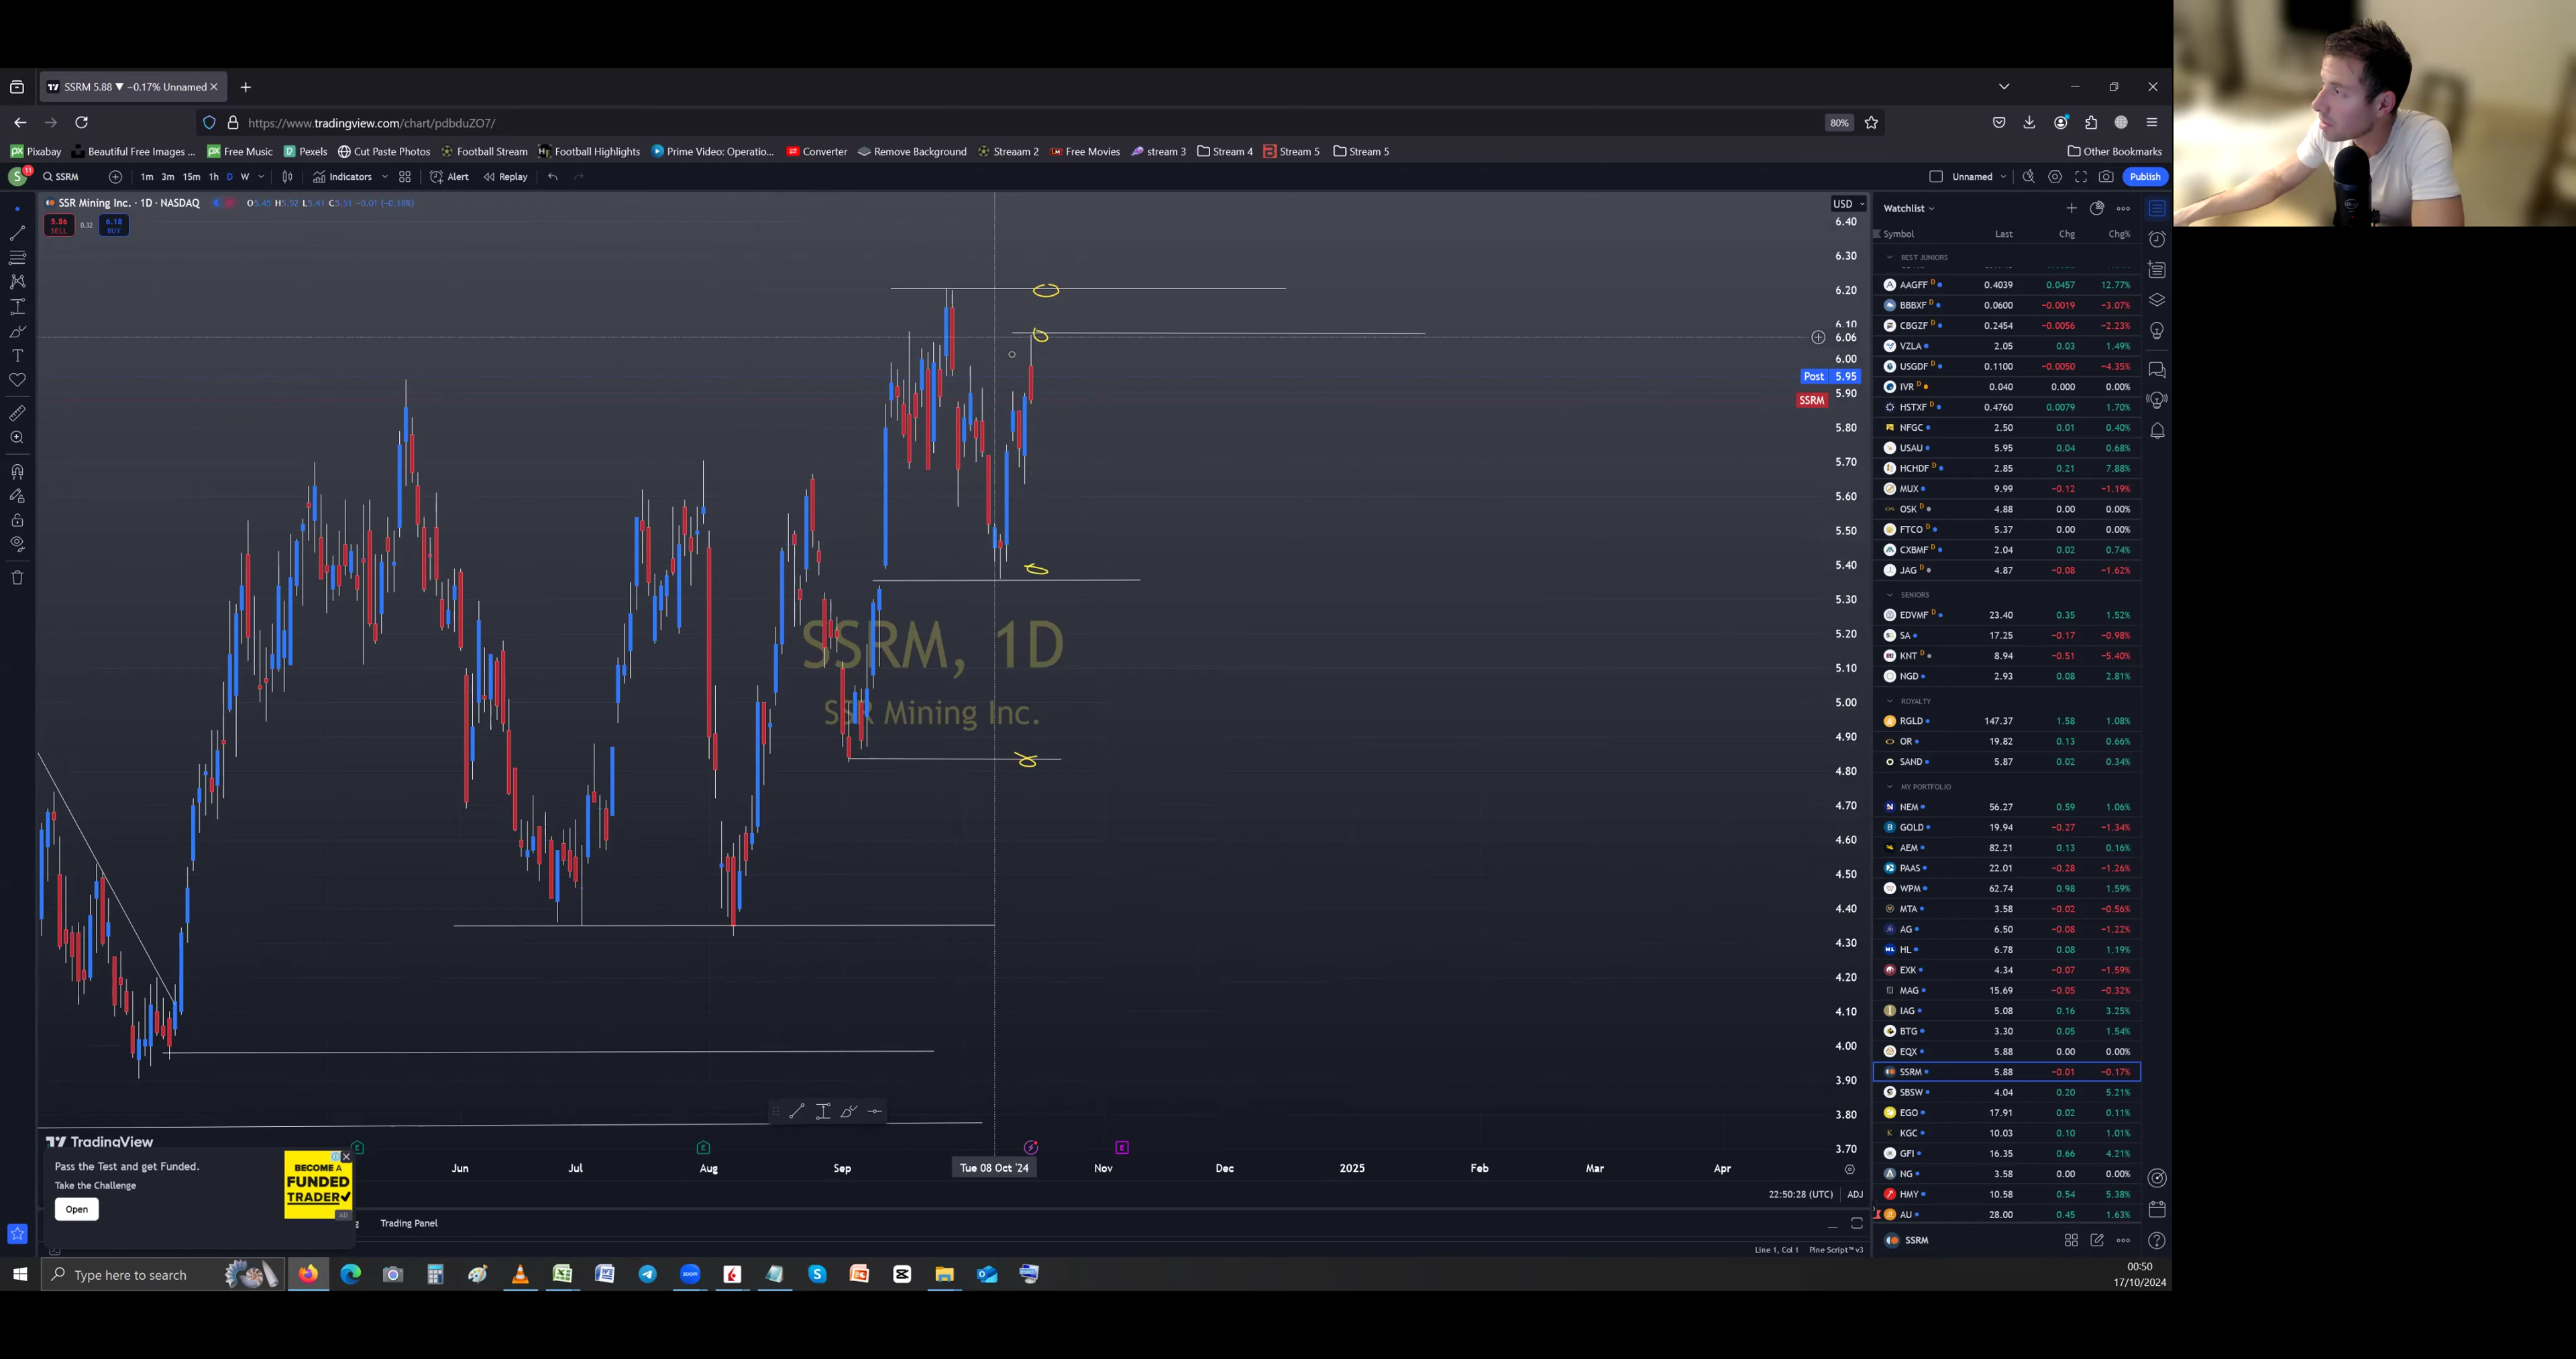 SSRM 5.88 ▼ −0.17% Unnamed
https://www.tradingview.com/chart/pdbduZO7/
80%
Pixabay Beautiful Free Images ... Free Music Pexels Cut Paste Photos Football Stream Football Highlights Prime Video: Operatio... Converter Remove Background Streaam 2 Free Movies stream 3 Stream 4 Stream 5 Stream 5 Other Bookmarks
S 11 SSRM 1m 3m 15m 1h D W Indicators Alert Replay Unnamed Publish
SSR Mining Inc. · 1D · NASDAQ O5.45 H5.52 L5.41 C5.51 −0.01 (−0.18%)
5.86 SELL 0.32 6.18 BUY
USD
6.40
6.30
6.20
6.10
6.06
6.00
Post 5.95
5.90
SSRM
5.80
5.70
5.60
5.50
5.40
5.30
5.20
5.10
5.00
4.90
4.80
4.70
4.60
4.50
4.40
4.30
4.20
4.10
4.00
3.90
3.80
3.70
SSRM, 1D
SSR Mining Inc.
TradingView
Pass the Test and get Funded.
Take the Challenge
Open
BECOME A
FUNDED
TRADER
AD
Jun Jul Aug Sep Tue 08 Oct '24 Nov Dec 2025 Feb Mar Apr
22:50:28 (UTC) ADJ
Trading Panel
Line 1, Col 1 Pine Script™ v3
Watchlist
Symbol Last Chg Chg%
BEST JUNIORS
AAGFF D 0.4039 0.0457 12.77%
BBBXF D 0.0600 −0.0019 −3.07%
CBGZF D 0.2454 −0.0056 −2.23%
VZLA 2.05 0.03 1.49%
USGDF D 0.1100 −0.0050 −4.35%
IVR D 0.040 0.000 0.00%
HSTXF D 0.4760 0.0079 1.70%
NFGC 2.50 0.01 0.40%
USAU 5.95 0.04 0.68%
HCHDF D 2.85 0.21 7.88%
MUX 9.99 −0.12 −1.19%
OSK D 4.88 0.00 0.00%
FTCO D 5.37 0.00 0.00%
CXBMF D 2.04 0.02 0.74%
JAG D 4.87 −0.08 −1.62%
SENIORS
EDVMF D 23.40 0.35 1.52%
SA 17.25 −0.17 −0.98%
KNT D 8.94 −0.51 −5.40%
NGD 2.93 0.08 2.81%
ROYALTY
RGLD 147.37 1.58 1.08%
OR 19.82 0.13 0.66%
SAND 5.87 0.02 0.34%
MY PORTFOLIO
NEM 56.27 0.59 1.06%
GOLD 19.94 −0.27 −1.34%
AEM 82.21 0.13 0.16%
PAAS 22.01 −0.28 −1.26%
WPM 62.74 0.98 1.59%
MTA 3.58 −0.02 −0.56%
AG 6.50 −0.08 −1.22%
HL 6.78 0.08 1.19%
EXK 4.34 −0.07 −1.59%
MAG 15.69 −0.05 −0.32%
IAG 5.08 0.16 3.25%
BTG 3.30 0.05 1.54%
EQX 5.88 0.00 0.00%
SSRM 5.88 −0.01 −0.17%
SBSW 4.04 0.20 5.21%
EGO 17.91 0.02 0.11%
KGC 10.03 0.10 1.01%
GFI 16.35 0.66 4.21%
NG 3.58 0.00 0.00%
HMY 10.58 0.54 5.38%
AU 28.00 0.45 1.63%
SSRM
Type here to search
00:50
17/10/2024